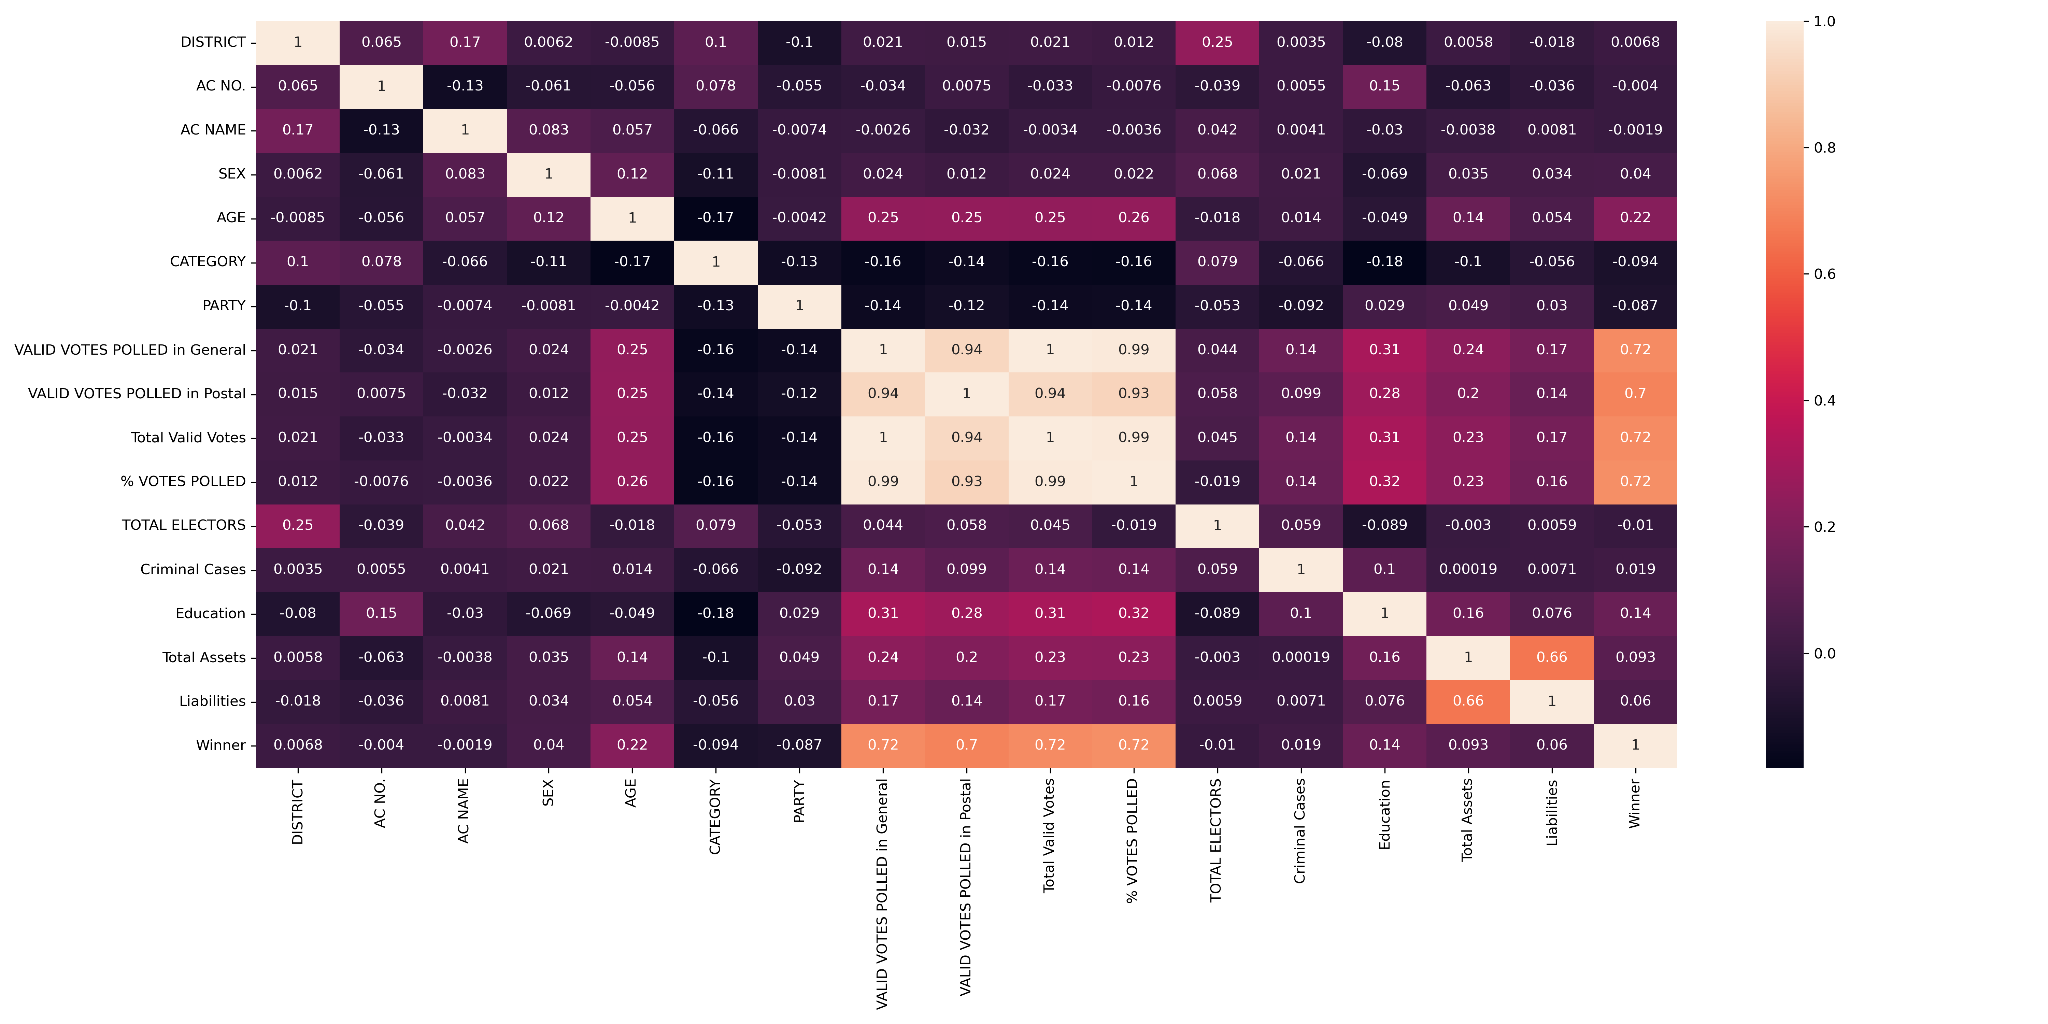 DISTRICT 1 0.065 0.17 0.0062 -0.0085 0.1 -0.1 0.021 0.015 0.021 0.012 0.25 0.0035 -0.08 0.0058 -0.018 0.0068
AC NO. 0.065 1 -0.13 -0.061 -0.056 0.078 -0.055 -0.034 0.0075 -0.033 -0.0076 -0.039 0.0055 0.15 -0.063 -0.036 -0.004
AC NAME 0.17 -0.13 1 0.083 0.057 -0.066 -0.0074 -0.0026 -0.032 -0.0034 -0.0036 0.042 0.0041 -0.03 -0.0038 0.0081 -0.0019
SEX 0.0062 -0.061 0.083 1 0.12 -0.11 -0.0081 0.024 0.012 0.024 0.022 0.068 0.021 -0.069 0.035 0.034 0.04
AGE -0.0085 -0.056 0.057 0.12 1 -0.17 -0.0042 0.25 0.25 0.25 0.26 -0.018 0.014 -0.049 0.14 0.054 0.22
CATEGORY 0.1 0.078 -0.066 -0.11 -0.17 1 -0.13 -0.16 -0.14 -0.16 -0.16 0.079 -0.066 -0.18 -0.1 -0.056 -0.094
PARTY -0.1 -0.055 -0.0074 -0.0081 -0.0042 -0.13 1 -0.14 -0.12 -0.14 -0.14 -0.053 -0.092 0.029 0.049 0.03 -0.087
VALID VOTES POLLED in General 0.021 -0.034 -0.0026 0.024 0.25 -0.16 -0.14 1 0.94 1 0.99 0.044 0.14 0.31 0.24 0.17 0.72
VALID VOTES POLLED in Postal 0.015 0.0075 -0.032 0.012 0.25 -0.14 -0.12 0.94 1 0.94 0.93 0.058 0.099 0.28 0.2 0.14 0.7
Total Valid Votes 0.021 -0.033 -0.0034 0.024 0.25 -0.16 -0.14 1 0.94 1 0.99 0.045 0.14 0.31 0.23 0.17 0.72
% VOTES POLLED 0.012 -0.0076 -0.0036 0.022 0.26 -0.16 -0.14 0.99 0.93 0.99 1 -0.019 0.14 0.32 0.23 0.16 0.72
TOTAL ELECTORS 0.25 -0.039 0.042 0.068 -0.018 0.079 -0.053 0.044 0.058 0.045 -0.019 1 0.059 -0.089 -0.003 0.0059 -0.01
Criminal Cases 0.0035 0.0055 0.0041 0.021 0.014 -0.066 -0.092 0.14 0.099 0.14 0.14 0.059 1 0.1 0.00019 0.0071 0.019
Education -0.08 0.15 -0.03 -0.069 -0.049 -0.18 0.029 0.31 0.28 0.31 0.32 -0.089 0.1 1 0.16 0.076 0.14
Total Assets 0.0058 -0.063 -0.0038 0.035 0.14 -0.1 0.049 0.24 0.2 0.23 0.23 -0.003 0.00019 0.16 1 0.66 0.093
Liabilities -0.018 -0.036 0.0081 0.034 0.054 -0.056 0.03 0.17 0.14 0.17 0.16 0.0059 0.0071 0.076 0.66 1 0.06
Winner 0.0068 -0.004 -0.0019 0.04 0.22 -0.094 -0.087 0.72 0.7 0.72 0.72 -0.01 0.019 0.14 0.093 0.06 1
DISTRICT
AC NO.
AC NAME
SEX
AGE
CATEGORY
PARTY
VALID VOTES POLLED in General
VALID VOTES POLLED in Postal
Total Valid Votes
% VOTES POLLED
TOTAL ELECTORS
Criminal Cases
Education
Total Assets
Liabilities
Winner
1.0
0.8
0.6
0.4
0.2
0.0